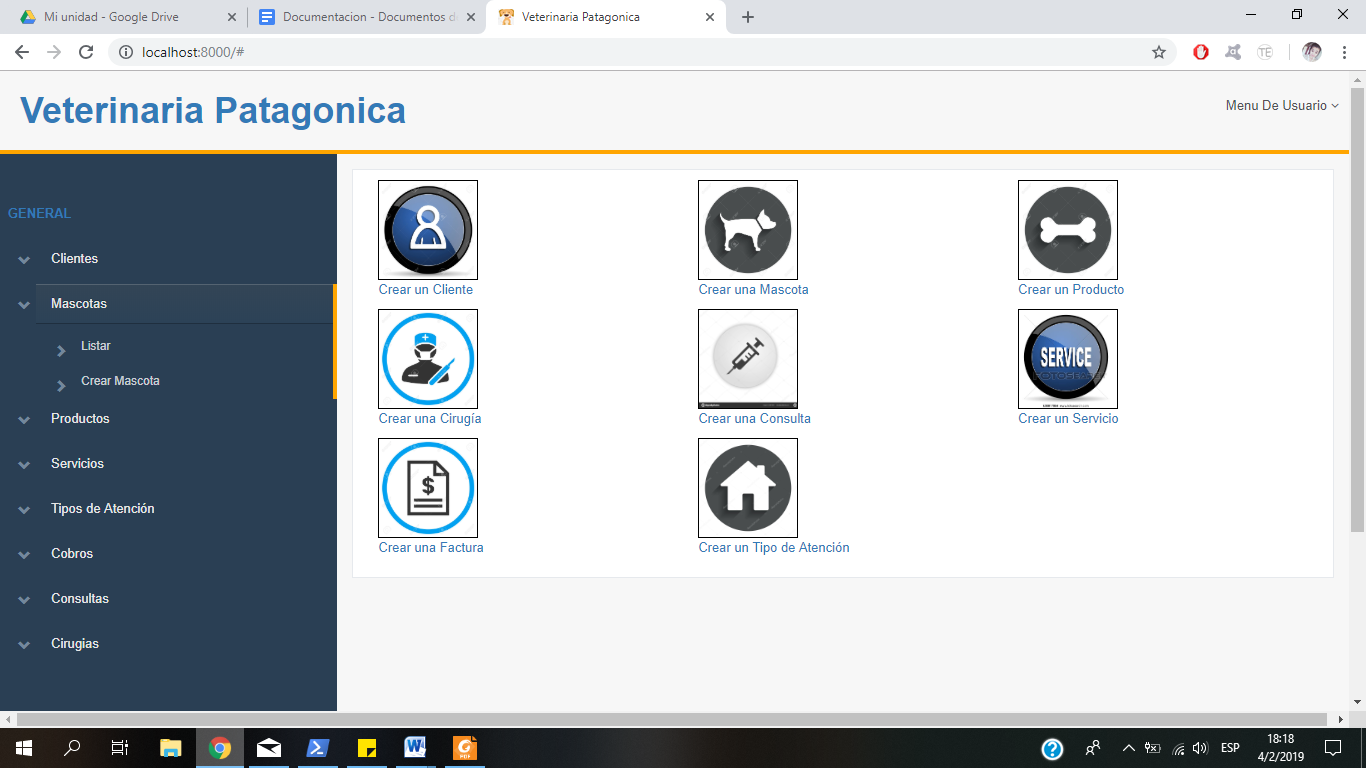 Mi unidad - Google Drive
Documentacion - Documentos d
Veterinaria Patagonica
localhost:8000/#
TE
Veterinaria Patagonica
Menu De Usuario
GENERAL
Clientes
Mascotas
Listar
Crear Mascota
Productos
Servicios
Tipos de Atención
Cobros
Consultas
Cirugias
Crear un Cliente
Crear una Mascota
Crear un Producto
Crear una Cirugía
Crear una Consulta
SERVICE
Crear un Servicio
$
Crear una Factura
Crear un Tipo de Atención
PDF
ESP
18:18
4/2/2019